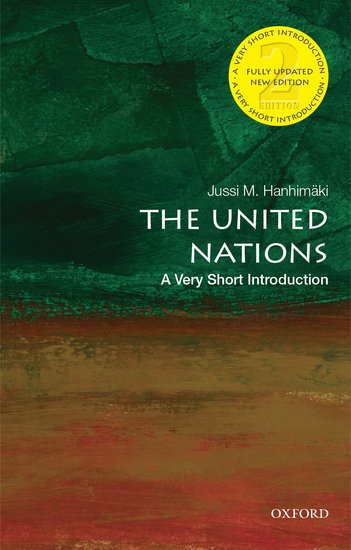 · A VERY SHORT INTRODUCTION ·
FULLY UPDATED
2
NEW EDITION
EDITION
A VERY SHORT INTRODUCTION
Jussi M. Hanhimäki
THE UNITED
NATIONS
A Very Short Introduction
OXFORD